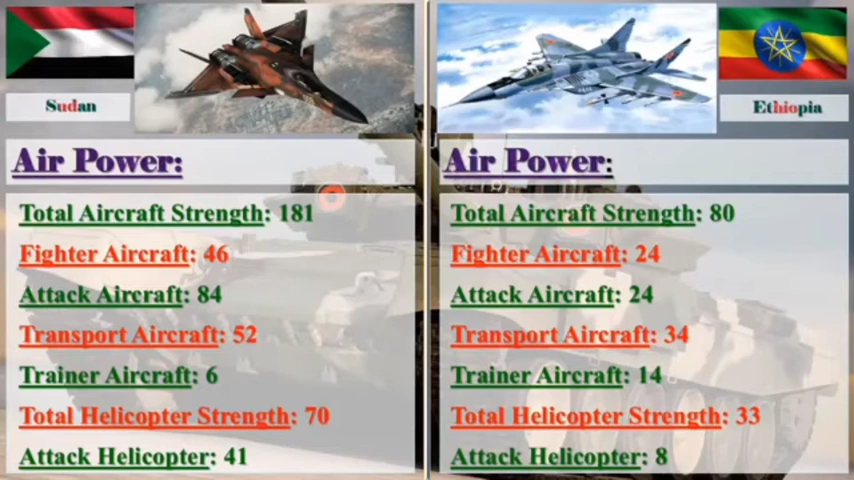 Sudan
Ethiopia
Air Power:
Total Aircraft Strength: 181
Fighter Aircraft: 46
Attack Aircraft: 84
Transport Aircraft: 52
Trainer Aircraft: 6
Total Helicopter Strength: 70
Attack Helicopter: 41
Air Power:
Total Aircraft Strength: 80
Fighter Aircraft: 24
Attack Aircraft: 24
Transport Aircraft: 34
Trainer Aircraft: 14
Total Helicopter Strength: 33
Attack Helicopter: 8